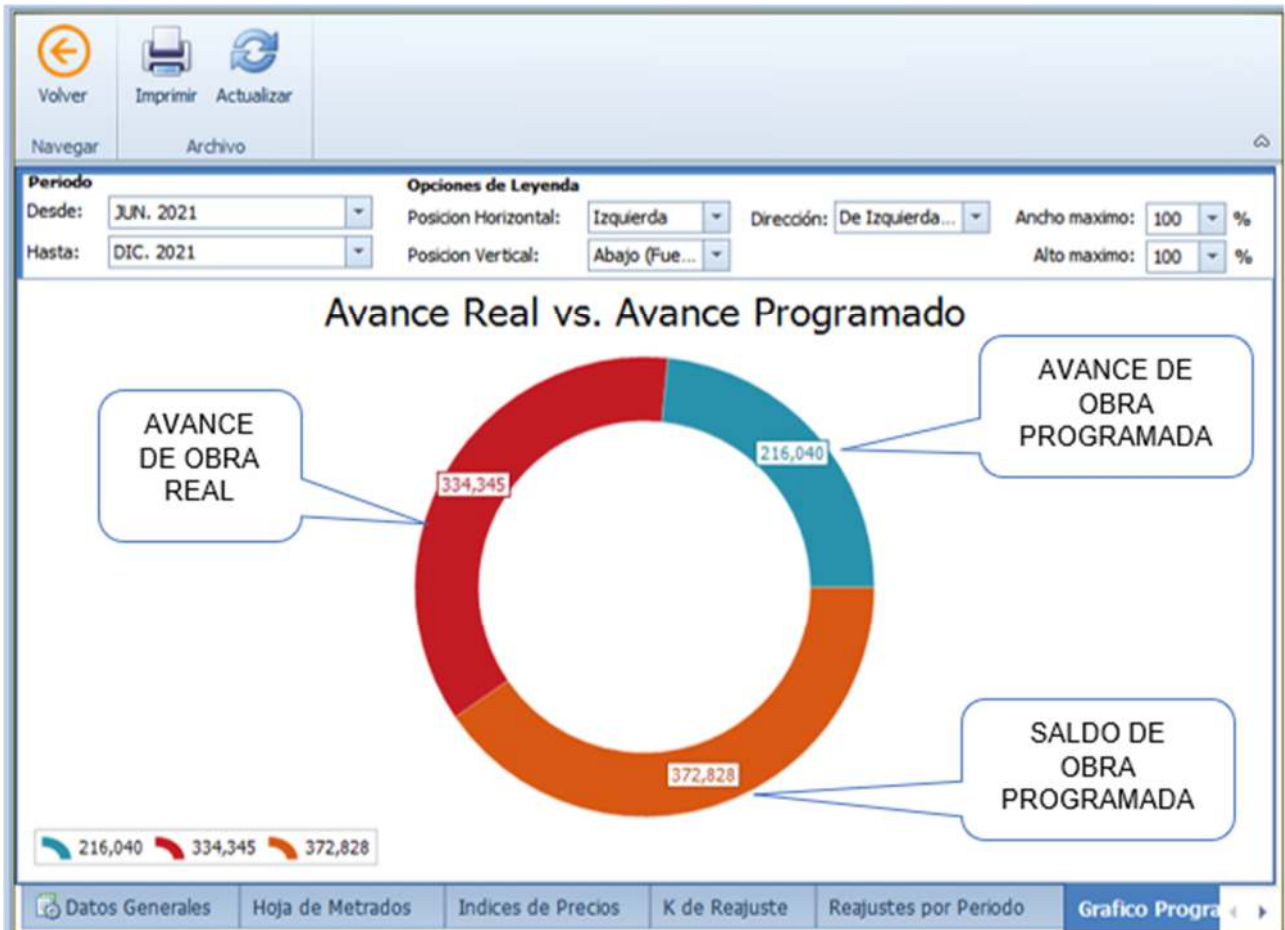 Volver
Imprimir Actualizar
Navegar
Archivo
Periodo
Desde: JUN. 2021
Hasta: DIC. 2021
Opciones de Leyenda
Posicion Horizontal: Izquierda
Dirección: De Izquierda...
Posicion Vertical: Abajo (Fue...
Ancho maximo: 100 %
Alto maximo: 100 %
Avance Real vs. Avance Programado
AVANCE
DE OBRA
REAL
334,345
216,040
AVANCE DE
OBRA
PROGRAMADA
372,828
SALDO DE
OBRA
PROGRAMADA
216,040 334,345 372,828
Datos Generales Hoja de Metrados Indices de Precios K de Reajuste Reajustes por Periodo Grafico Progra